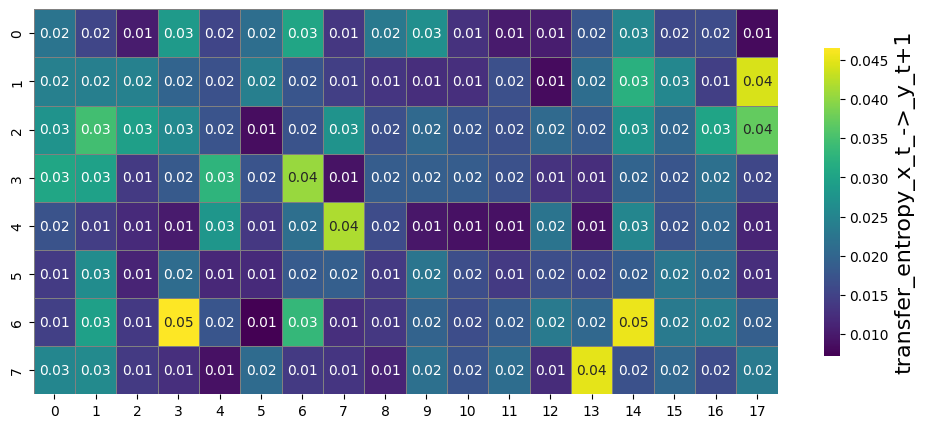 0 0.02 0.02 0.01 0.03 0.02 0.02 0.03 0.01 0.02 0.03 0.01 0.01 0.01 0.02 0.03 0.02 0.02 0.01
1 0.02 0.02 0.02 0.02 0.02 0.02 0.02 0.01 0.01 0.01 0.01 0.02 0.01 0.02 0.03 0.03 0.01 0.04
2 0.03 0.03 0.03 0.03 0.02 0.01 0.02 0.03 0.02 0.02 0.02 0.02 0.02 0.02 0.03 0.02 0.03 0.04
3 0.03 0.03 0.01 0.02 0.03 0.02 0.04 0.01 0.02 0.02 0.02 0.02 0.01 0.01 0.02 0.02 0.02 0.02
4 0.02 0.01 0.01 0.01 0.03 0.01 0.02 0.04 0.02 0.01 0.01 0.01 0.02 0.01 0.03 0.02 0.02 0.01
5 0.01 0.03 0.01 0.02 0.01 0.01 0.02 0.02 0.01 0.02 0.02 0.01 0.02 0.02 0.02 0.02 0.02 0.01
6 0.01 0.03 0.01 0.05 0.02 0.01 0.03 0.01 0.01 0.02 0.02 0.02 0.02 0.02 0.05 0.02 0.02 0.02
7 0.03 0.03 0.01 0.01 0.01 0.02 0.01 0.01 0.01 0.02 0.02 0.02 0.01 0.04 0.02 0.02 0.02 0.02
0 1 2 3 4 5 6 7 8 9 10 11 12 13 14 15 16 17
0.045
0.040
0.035
0.030
0.025
0.020
0.015
0.010
transfer_entropy_x_t_->_y_t+1